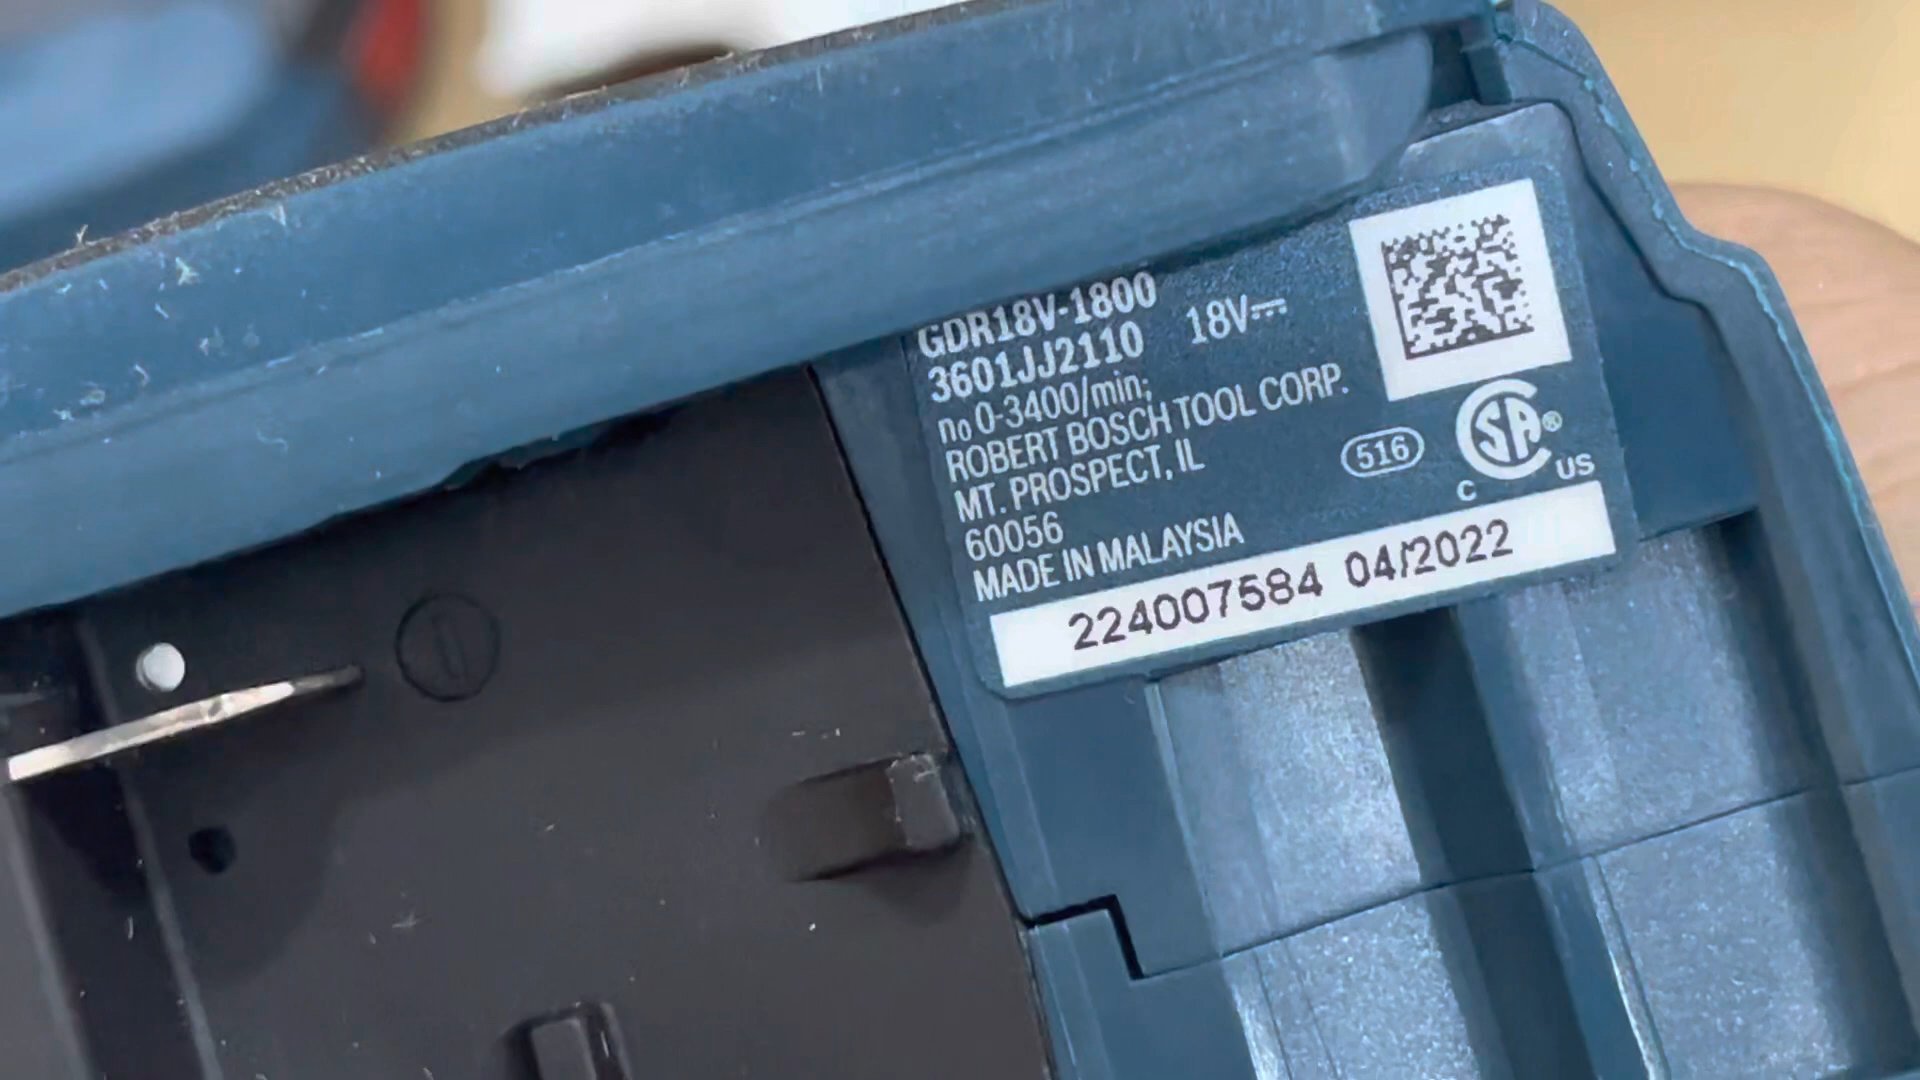 GDR18V-1800
3601JJ2110 18V
n₀ 0-3400/min;
ROBERT BOSCH TOOL CORP.
MT. PROSPECT, IL
60056
516
CSA®
C US
MADE IN MALAYSIA
224007584 04/2022